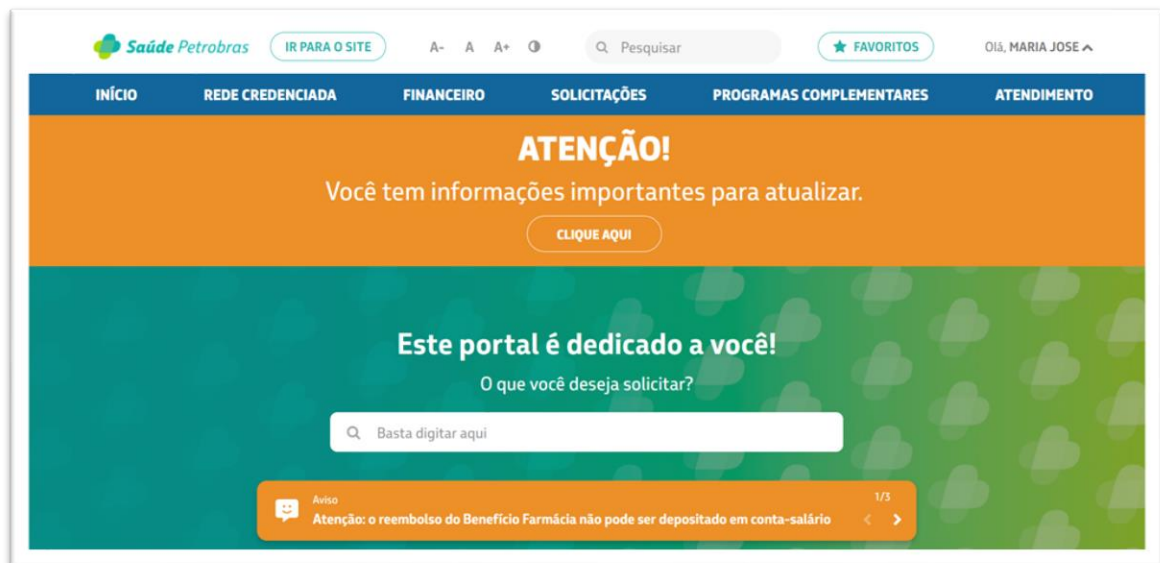 Saúde Petrobras IR PARA O SITE A- A A+ Pesquisar FAVORITOS Olá, MARIA JOSE
INÍCIO REDE CREDENCIADA FINANCEIRO SOLICITAÇÕES PROGRAMAS COMPLEMENTARES ATENDIMENTO
ATENÇÃO!
Você tem informações importantes para atualizar.
CLIQUE AQUI
Este portal é dedicado a você!
O que você deseja solicitar?
Basta digitar aqui
Aviso 1/3
Atenção: o reembolso do Benefício Farmácia não pode ser depositado em conta-salário